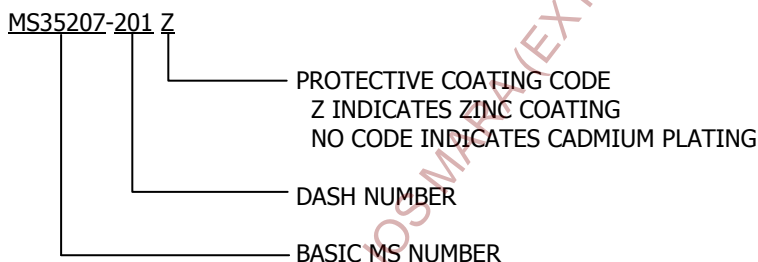 MS35207-201 Z
PROTECTIVE COATING CODE
Z INDICATES ZINC COATING
NO CODE INDICATES CADMIUM PLATING
DASH NUMBER
BASIC MS NUMBER